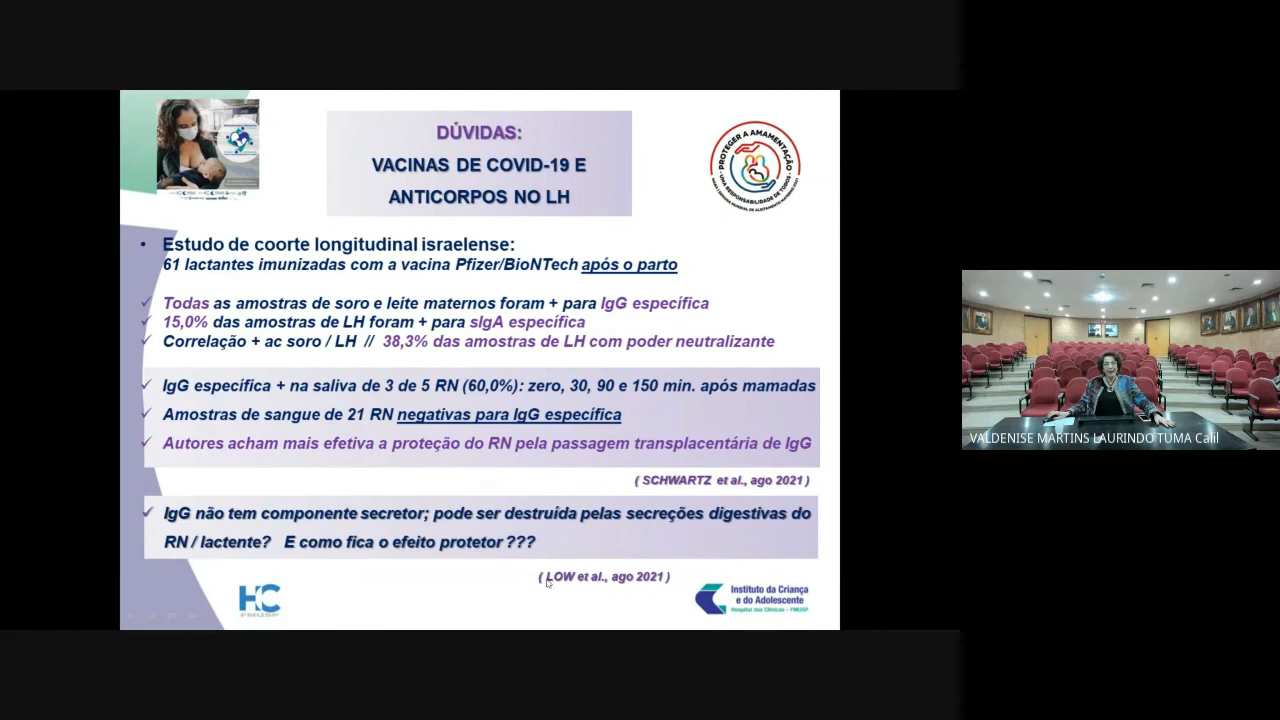 DÚVIDAS:
VACINAS DE COVID-19 E
ANTICORPOS NO LH
PROTEGER A AMAMENTAÇÃO
UMA RESPONSABILIDADE DE TODOS
• Estudo de coorte longitudinal israelense:
61 lactantes imunizadas com a vacina Pfizer/BioNTech após o parto
✓ Todas as amostras de soro e leite maternos foram + para IgG específica
✓ 15,0% das amostras de LH foram + para sIgA específica
✓ Correlação + ac soro / LH // 38,3% das amostras de LH com poder neutralizante
✓ IgG específica + na saliva de 3 de 5 RN (60,0%): zero, 30, 90 e 150 min. após mamadas
✓ Amostras de sangue de 21 RN negativas para IgG específica
✓ Autores acham mais efetiva a proteção do RN pela passagem transplacentária de IgG
( SCHWARTZ et al., ago 2021 )
✓ IgG não tem componente secretor; pode ser destruída pelas secreções digestivas do
RN / lactente? E como fica o efeito protetor ???
( LOW et al., ago 2021 )
HC
FMUSP
Instituto da Criança
e do Adolescente
Hospital das Clínicas - FMUSP
VALDENISE MARTINS LAURINDO TUMA Calil